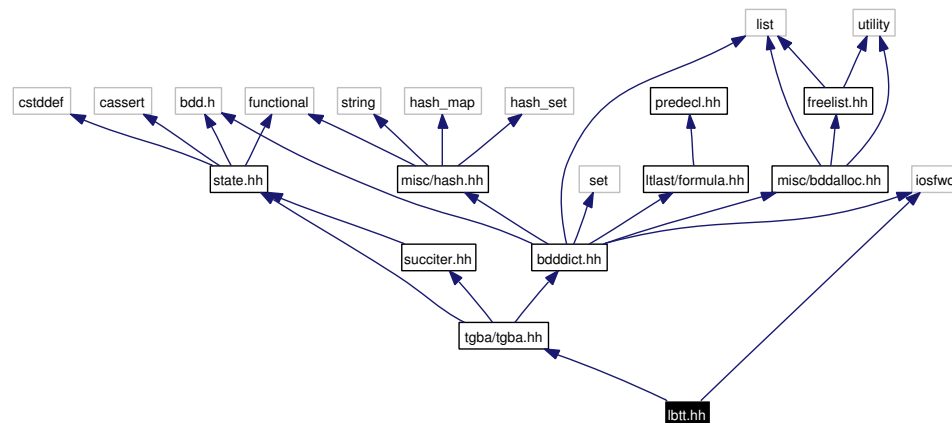 list
utility
cstddef
cassert
bdd.h
functional
string
hash_map
hash_set
predecl.hh
freelist.hh
state.hh
misc/hash.hh
set
ltlast/formula.hh
misc/bddalloc.hh
iosfwd
succiter.hh
bdddict.hh
tgba/tgba.hh
lbtt.hh